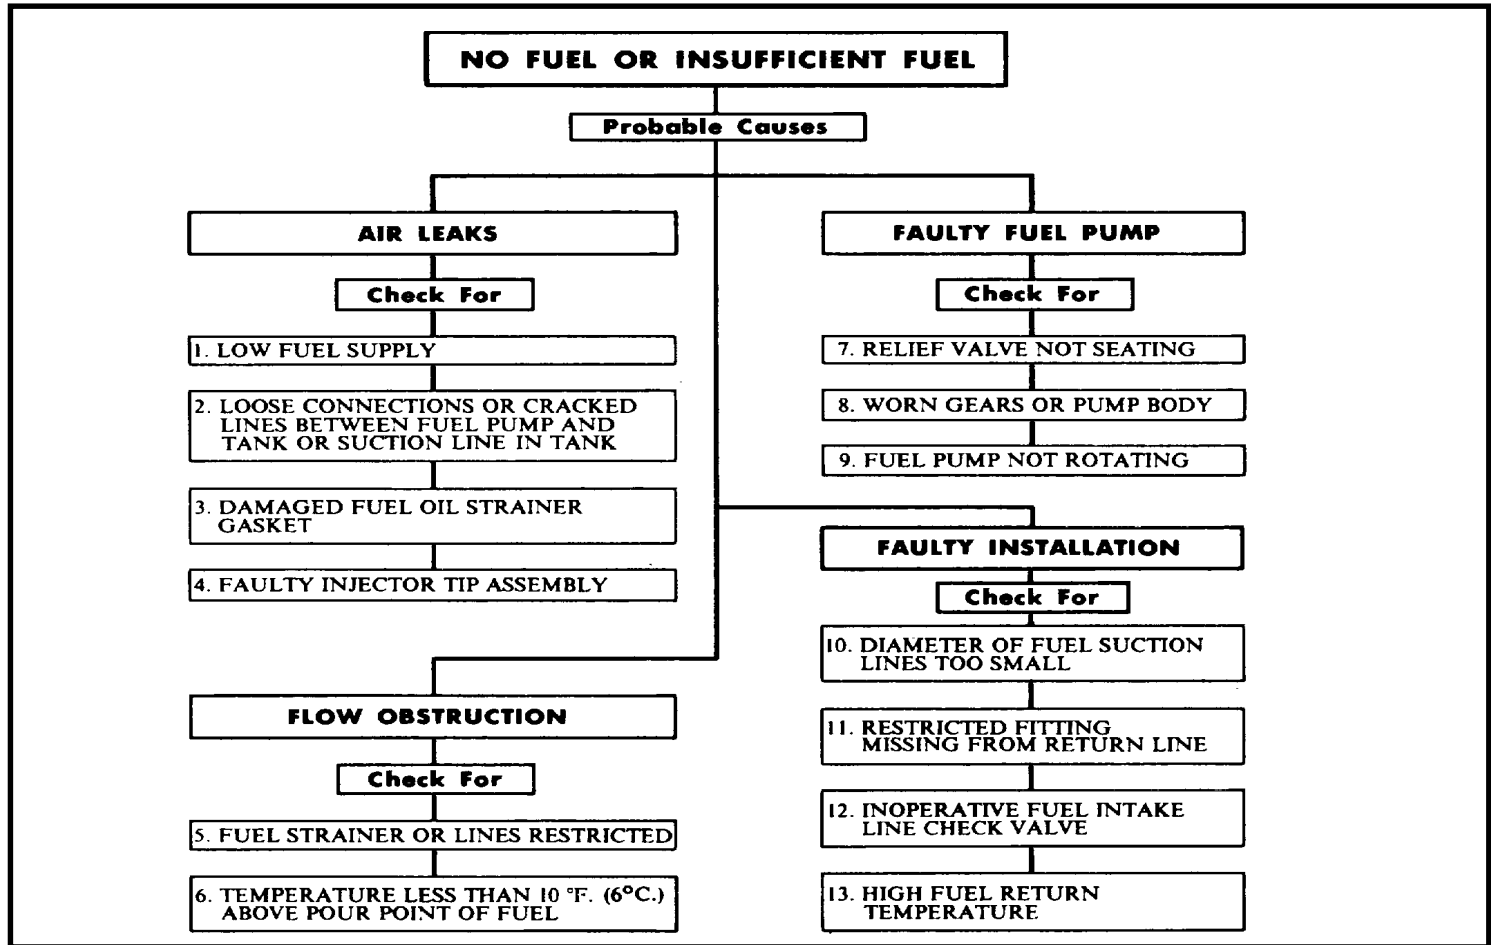 NO FUEL OR INSUFFICIENT FUEL
Probable Causes
AIR LEAKS
Check For
1. LOW FUEL SUPPLY
2. LOOSE CONNECTIONS OR CRACKED
LINES BETWEEN FUEL PUMP AND
TANK OR SUCTION LINE IN TANK
3. DAMAGED FUEL OIL STRAINER
GASKET
4. FAULTY INJECTOR TIP ASSEMBLY
FLOW OBSTRUCTION
Check For
5. FUEL STRAINER OR LINES RESTRICTED
6. TEMPERATURE LESS THAN 10 °F. (6°C.)
ABOVE POUR POINT OF FUEL
FAULTY FUEL PUMP
Check For
7. RELIEF VALVE NOT SEATING
8. WORN GEARS OR PUMP BODY
9. FUEL PUMP NOT ROTATING
FAULTY INSTALLATION
Check For
10. DIAMETER OF FUEL SUCTION
LINES TOO SMALL
11. RESTRICTED FITTING
MISSING FROM RETURN LINE
12. INOPERATIVE FUEL INTAKE
LINE CHECK VALVE
13. HIGH FUEL RETURN
TEMPERATURE